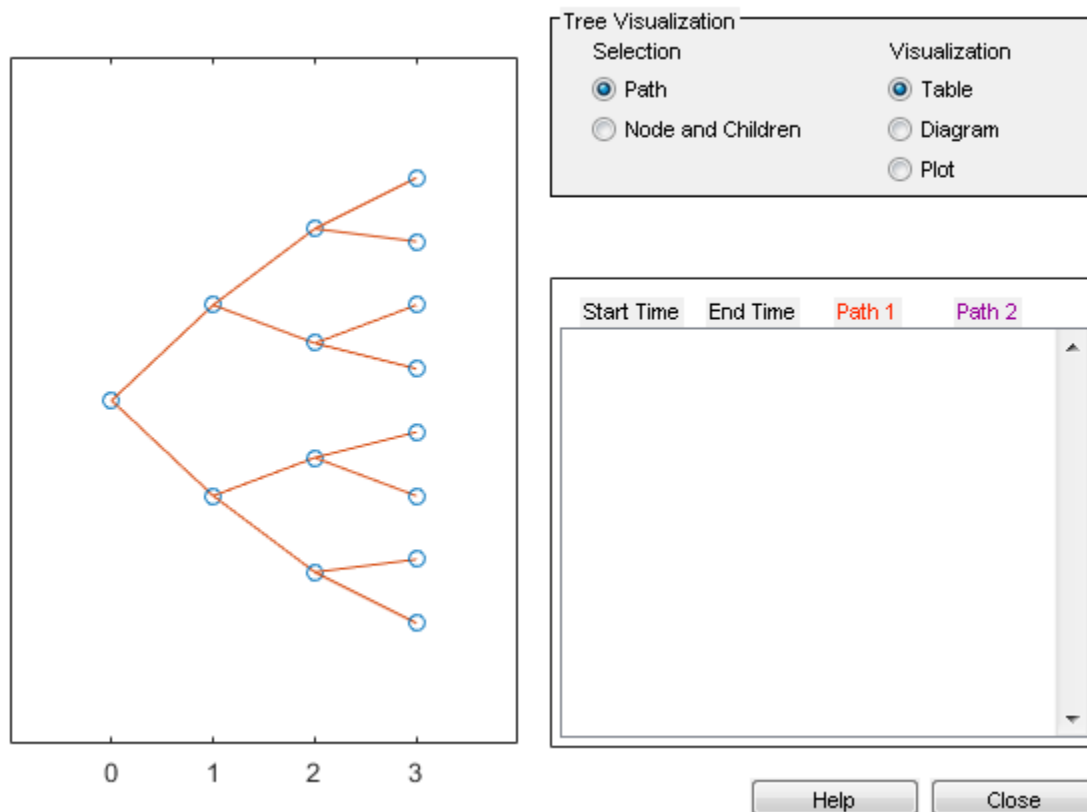 Tree Visualization
Selection
Visualization
Path
Table
Node and Children
Diagram
Plot
Start Time End Time Path 1 Path 2
0 1 2 3
Help Close